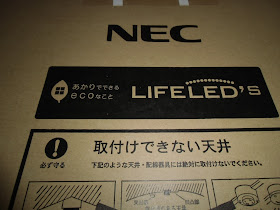 NEC
あかりでできる
ecoなこと
LIFELED'S
取付けできない天井
必ず守る
下記のような天井・配線器具には絶対に取付けないでください。